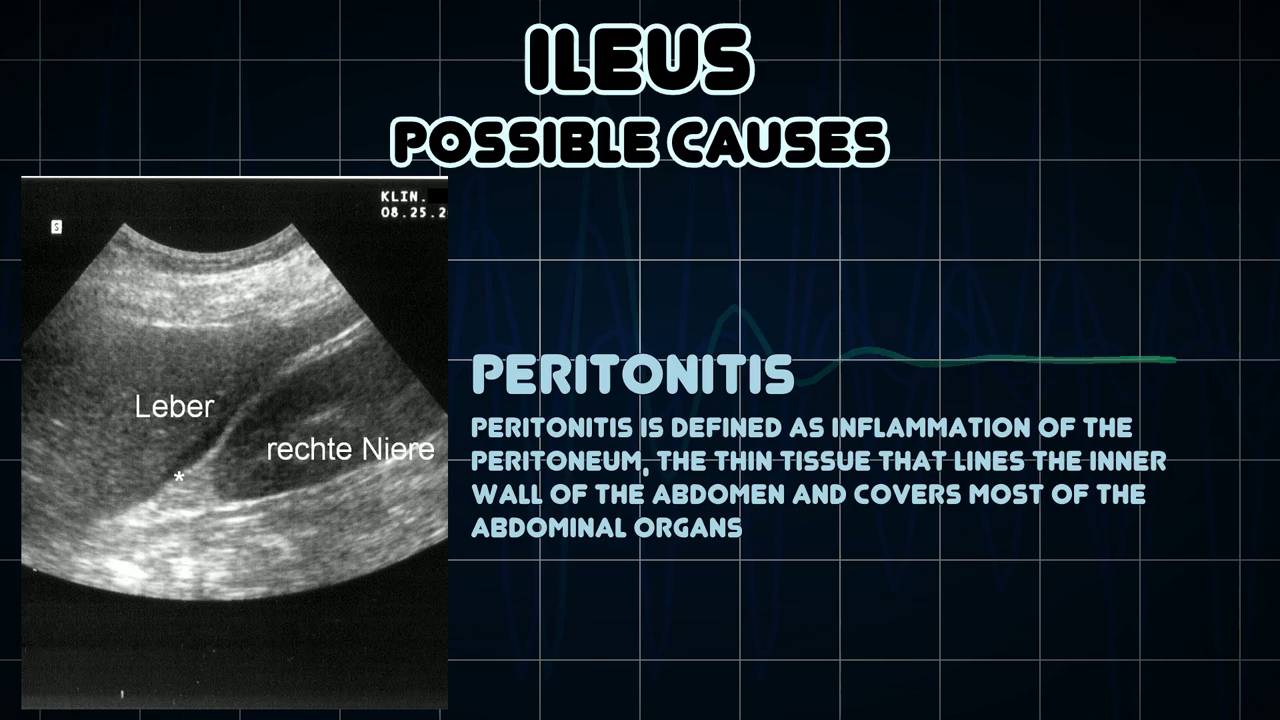 ILEUS
POSSIBLE CAUSES
KLIN.
08.25.2
S
Leber
rechte Niere
*
PERITONITIS
PERITONITIS IS DEFINED AS INFLAMMATION OF THE
PERITONEUM, THE THIN TISSUE THAT LINES THE INNER
WALL OF THE ABDOMEN AND COVERS MOST OF THE
ABDOMINAL ORGANS